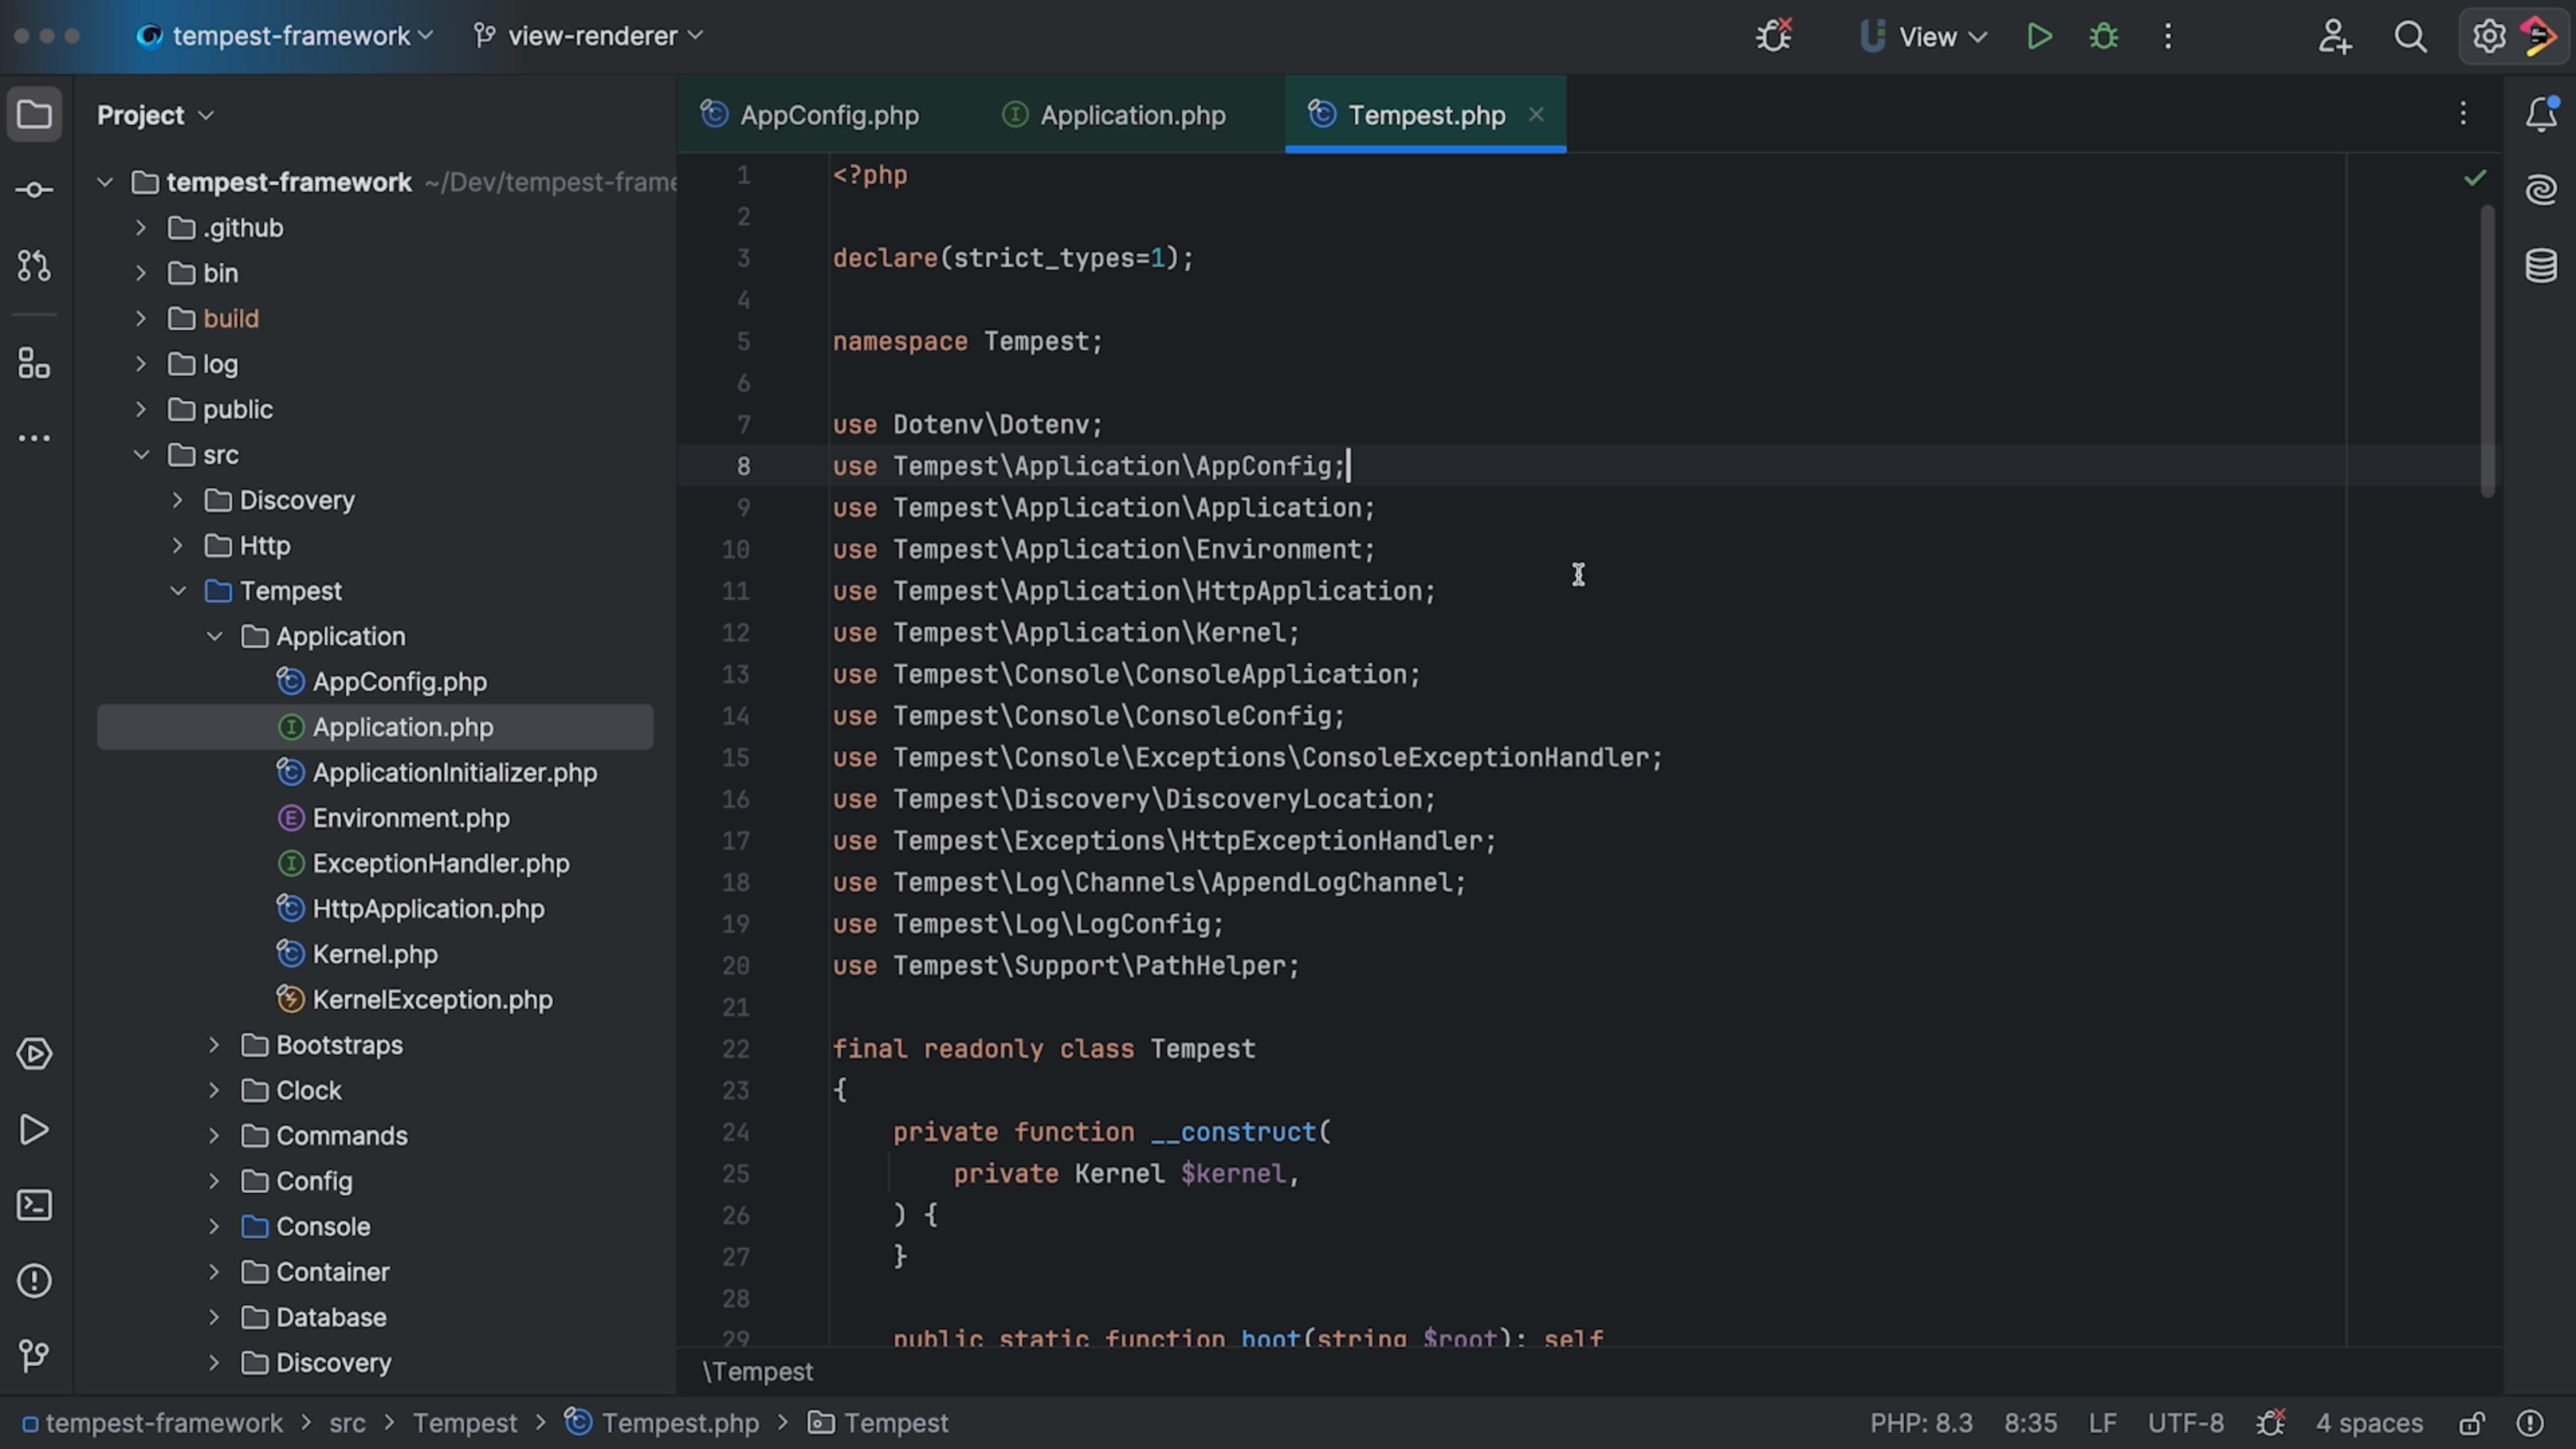 tempest-framework view-renderer View
Project
AppConfig.php Application.php Tempest.php
tempest-framework ~/Dev/tempest-frame
.github
bin
build
log
public
src
Discovery
Http
Tempest
Application
AppConfig.php
Application.php
ApplicationInitializer.php
Environment.php
ExceptionHandler.php
HttpApplication.php
Kernel.php
KernelException.php
Bootstraps
Clock
Commands
Config
Console
Container
Database
Discovery
1 <?php
2
3 declare(strict_types=1);
4
5 namespace Tempest;
6
7 use Dotenv\Dotenv;
8 use Tempest\Application\AppConfig;
9 use Tempest\Application\Application;
10 use Tempest\Application\Environment;
11 use Tempest\Application\HttpApplication;
12 use Tempest\Application\Kernel;
13 use Tempest\Console\ConsoleApplication;
14 use Tempest\Console\ConsoleConfig;
15 use Tempest\Console\Exceptions\ConsoleExceptionHandler;
16 use Tempest\Discovery\DiscoveryLocation;
17 use Tempest\Exceptions\HttpExceptionHandler;
18 use Tempest\Log\Channels\AppendLogChannel;
19 use Tempest\Log\LogConfig;
20 use Tempest\Support\PathHelper;
21
22 final readonly class Tempest
23 {
24 private function __construct(
25 private Kernel $kernel,
26 ) {
27 }
28
29 public static function boot(string $root): self
\Tempest
tempest-framework > src > Tempest > Tempest.php > Tempest
PHP: 8.3 8:35 LF UTF-8 4 spaces